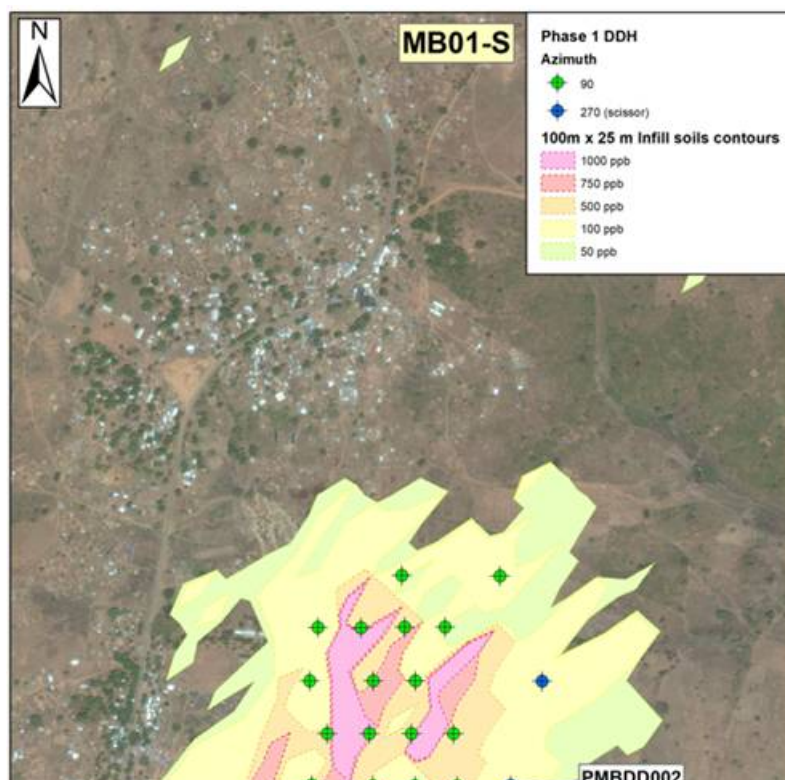 N
MB01-S
Phase 1 DDH
Azimuth
90
270 (scissor)
100m x 25 m Infill soils contours
1000 ppb
750 ppb
500 ppb
100 ppb
50 ppb
PMBDD002